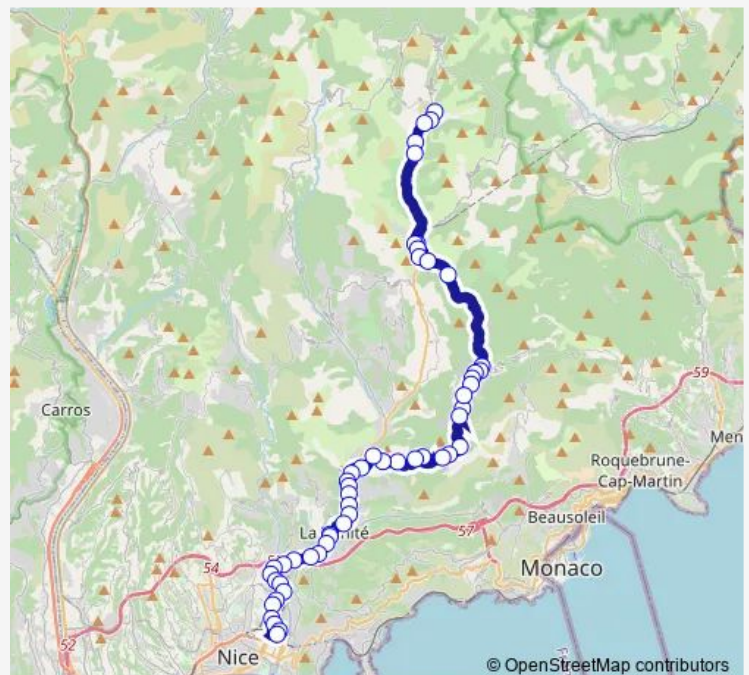 59
Carros
Men
Roquebrune-
Cap-Martin
Beausoleil
57
54
Monaco
52
Nice
© OpenStreetMap contributors